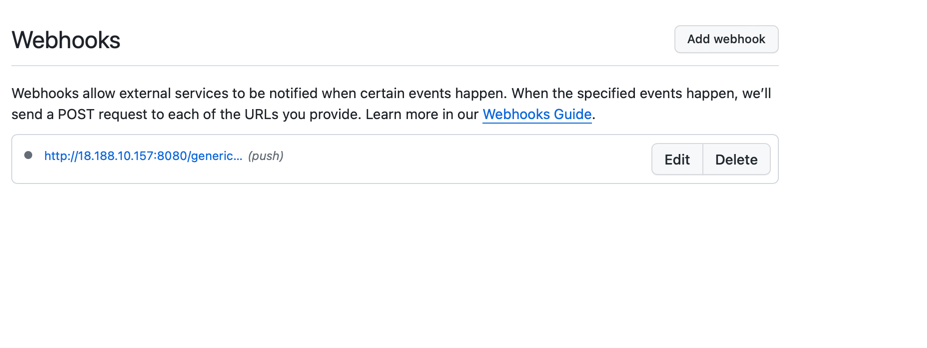 Webhooks
Add webhook
Webhooks allow external services to be notified when certain events happen. When the specified events happen, we’ll
send a POST request to each of the URLs you provide. Learn more in our Webhooks Guide.
http://18.188.10.157:8080/generic... (push)
Edit
Delete